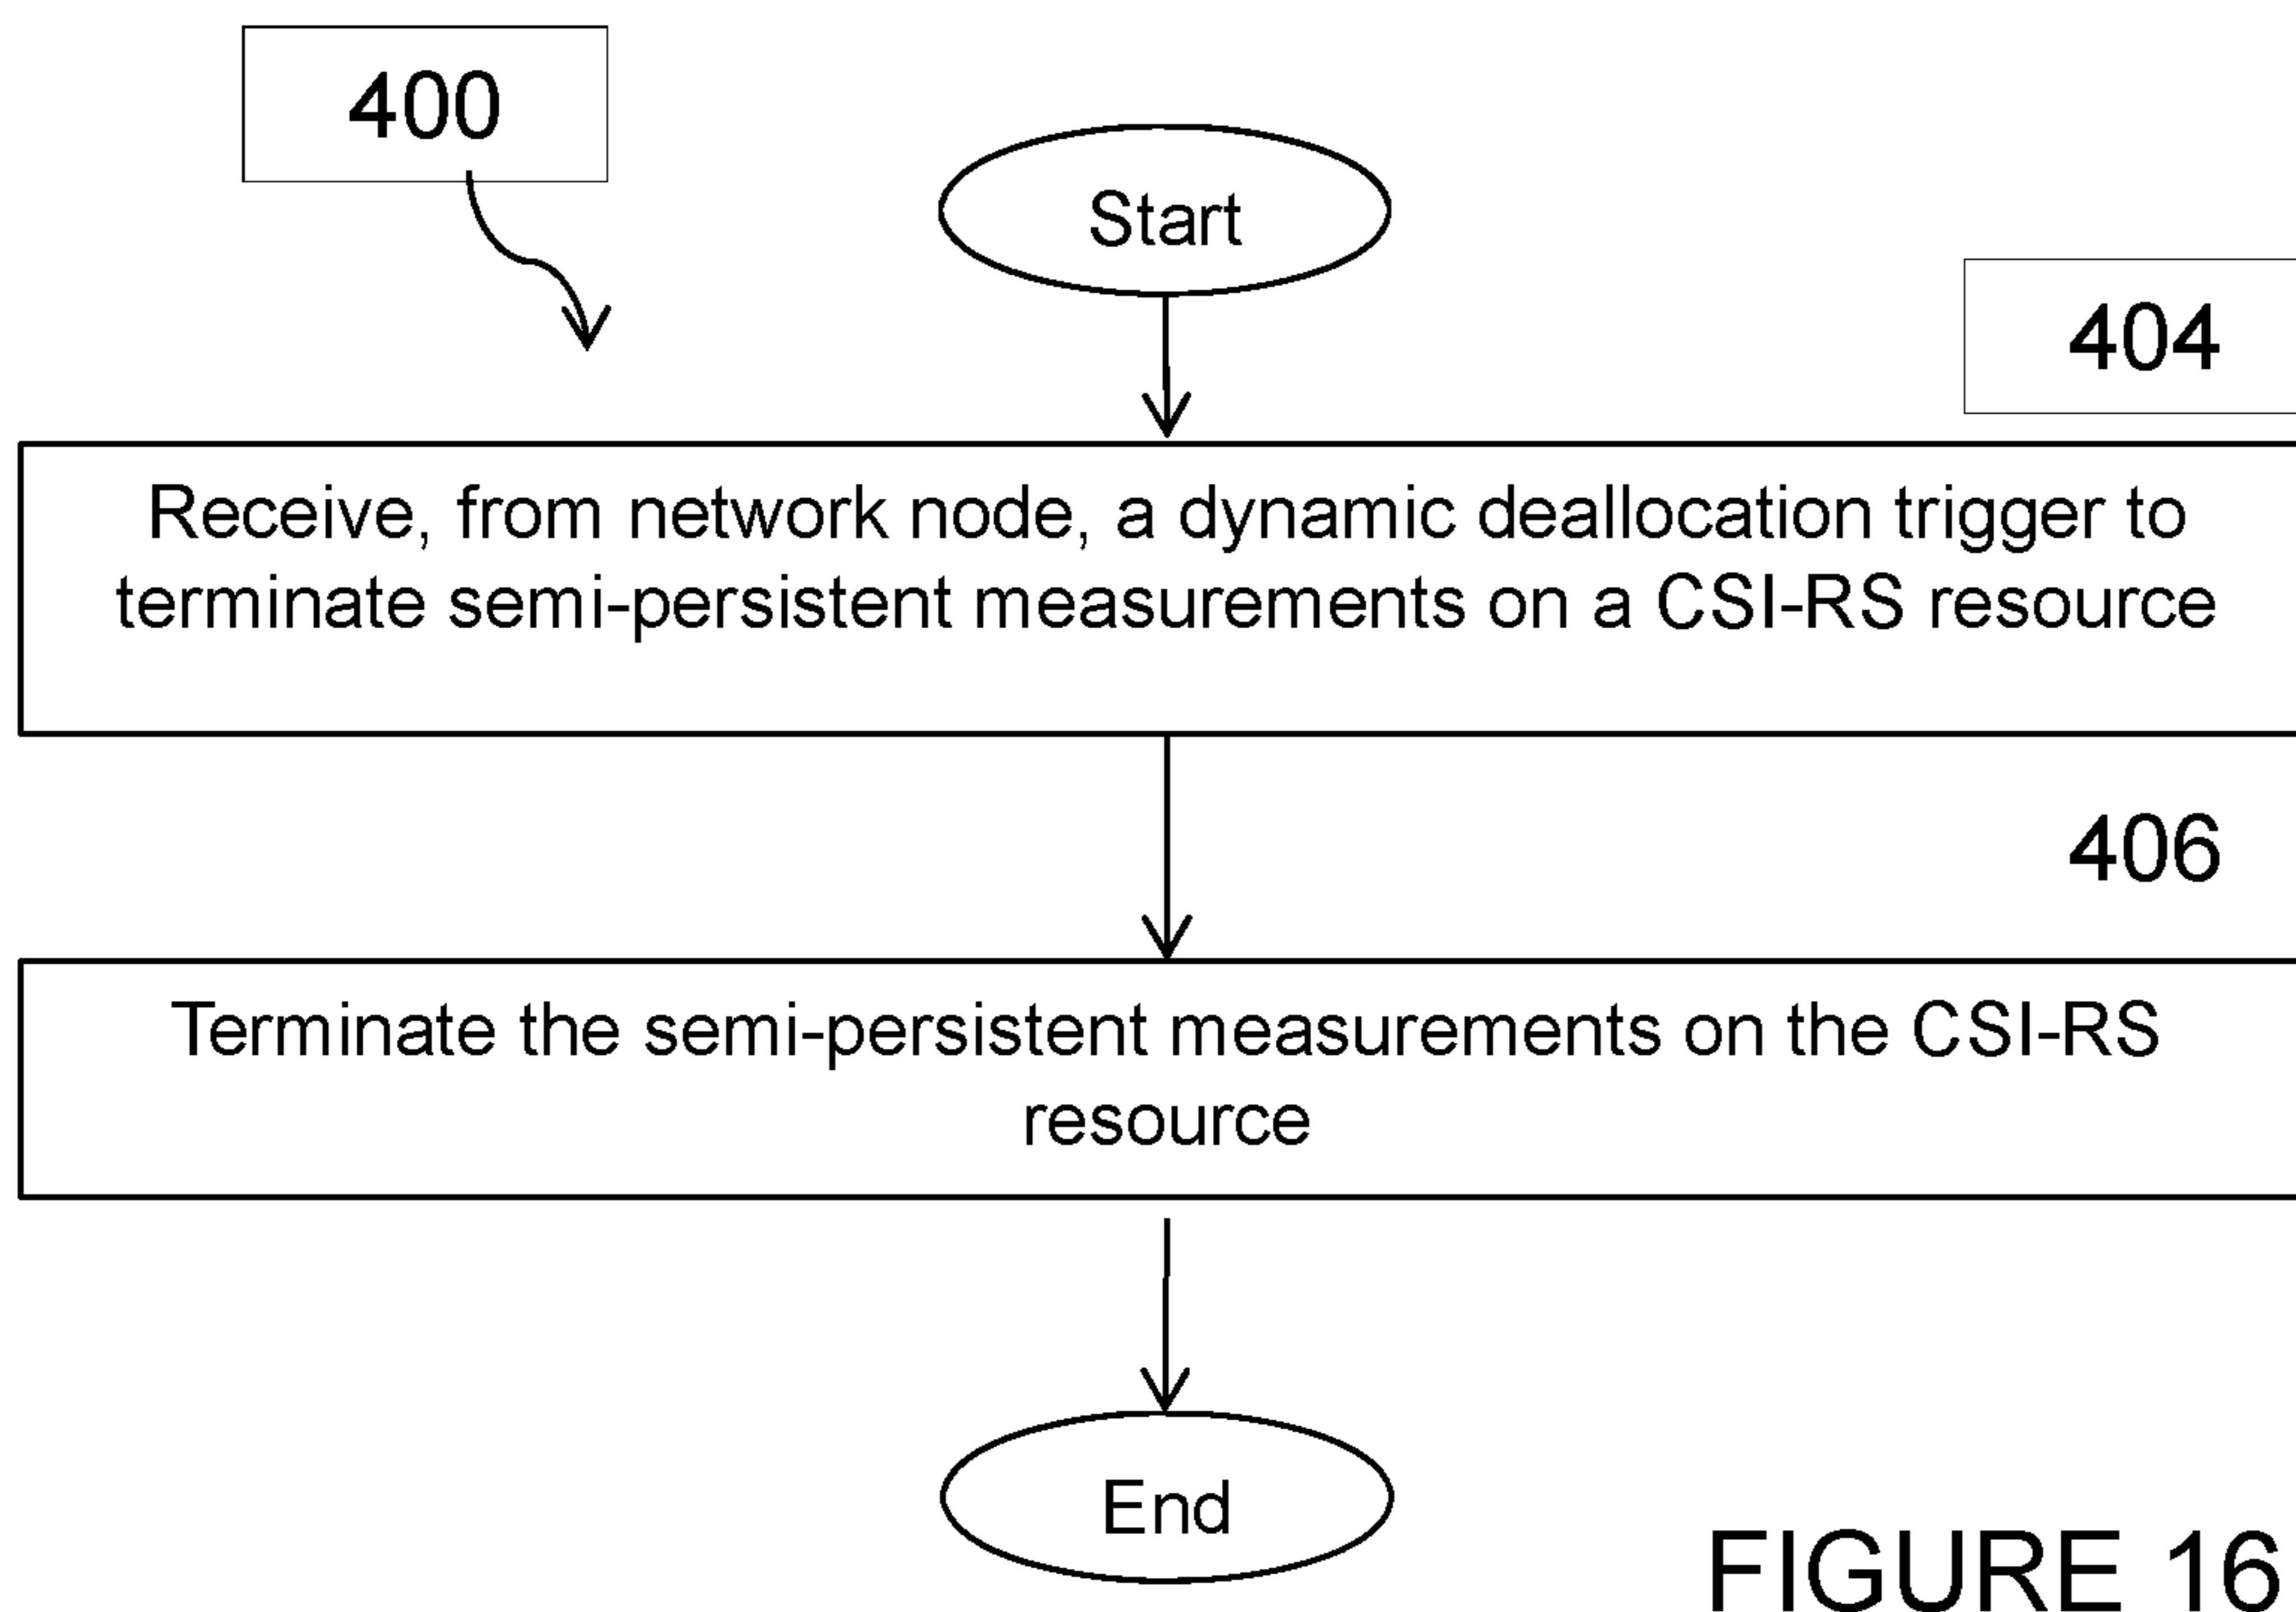 400
Start
404
Receive, from network node, a dynamic deallocation trigger to
terminate semi-persistent measurements on a CSI-RS resource
406
Terminate the semi-persistent measurements on the CSI-RS
resource
End
FIGURE 16